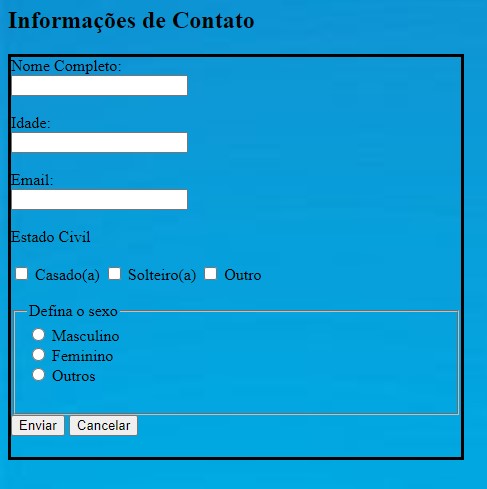 Informações de Contato
Nome Completo:
Idade:
Email:
Estado Civil
Casado(a) Solteiro(a) Outro
Defina o sexo
Masculino
Feminino
Outros
Enviar Cancelar